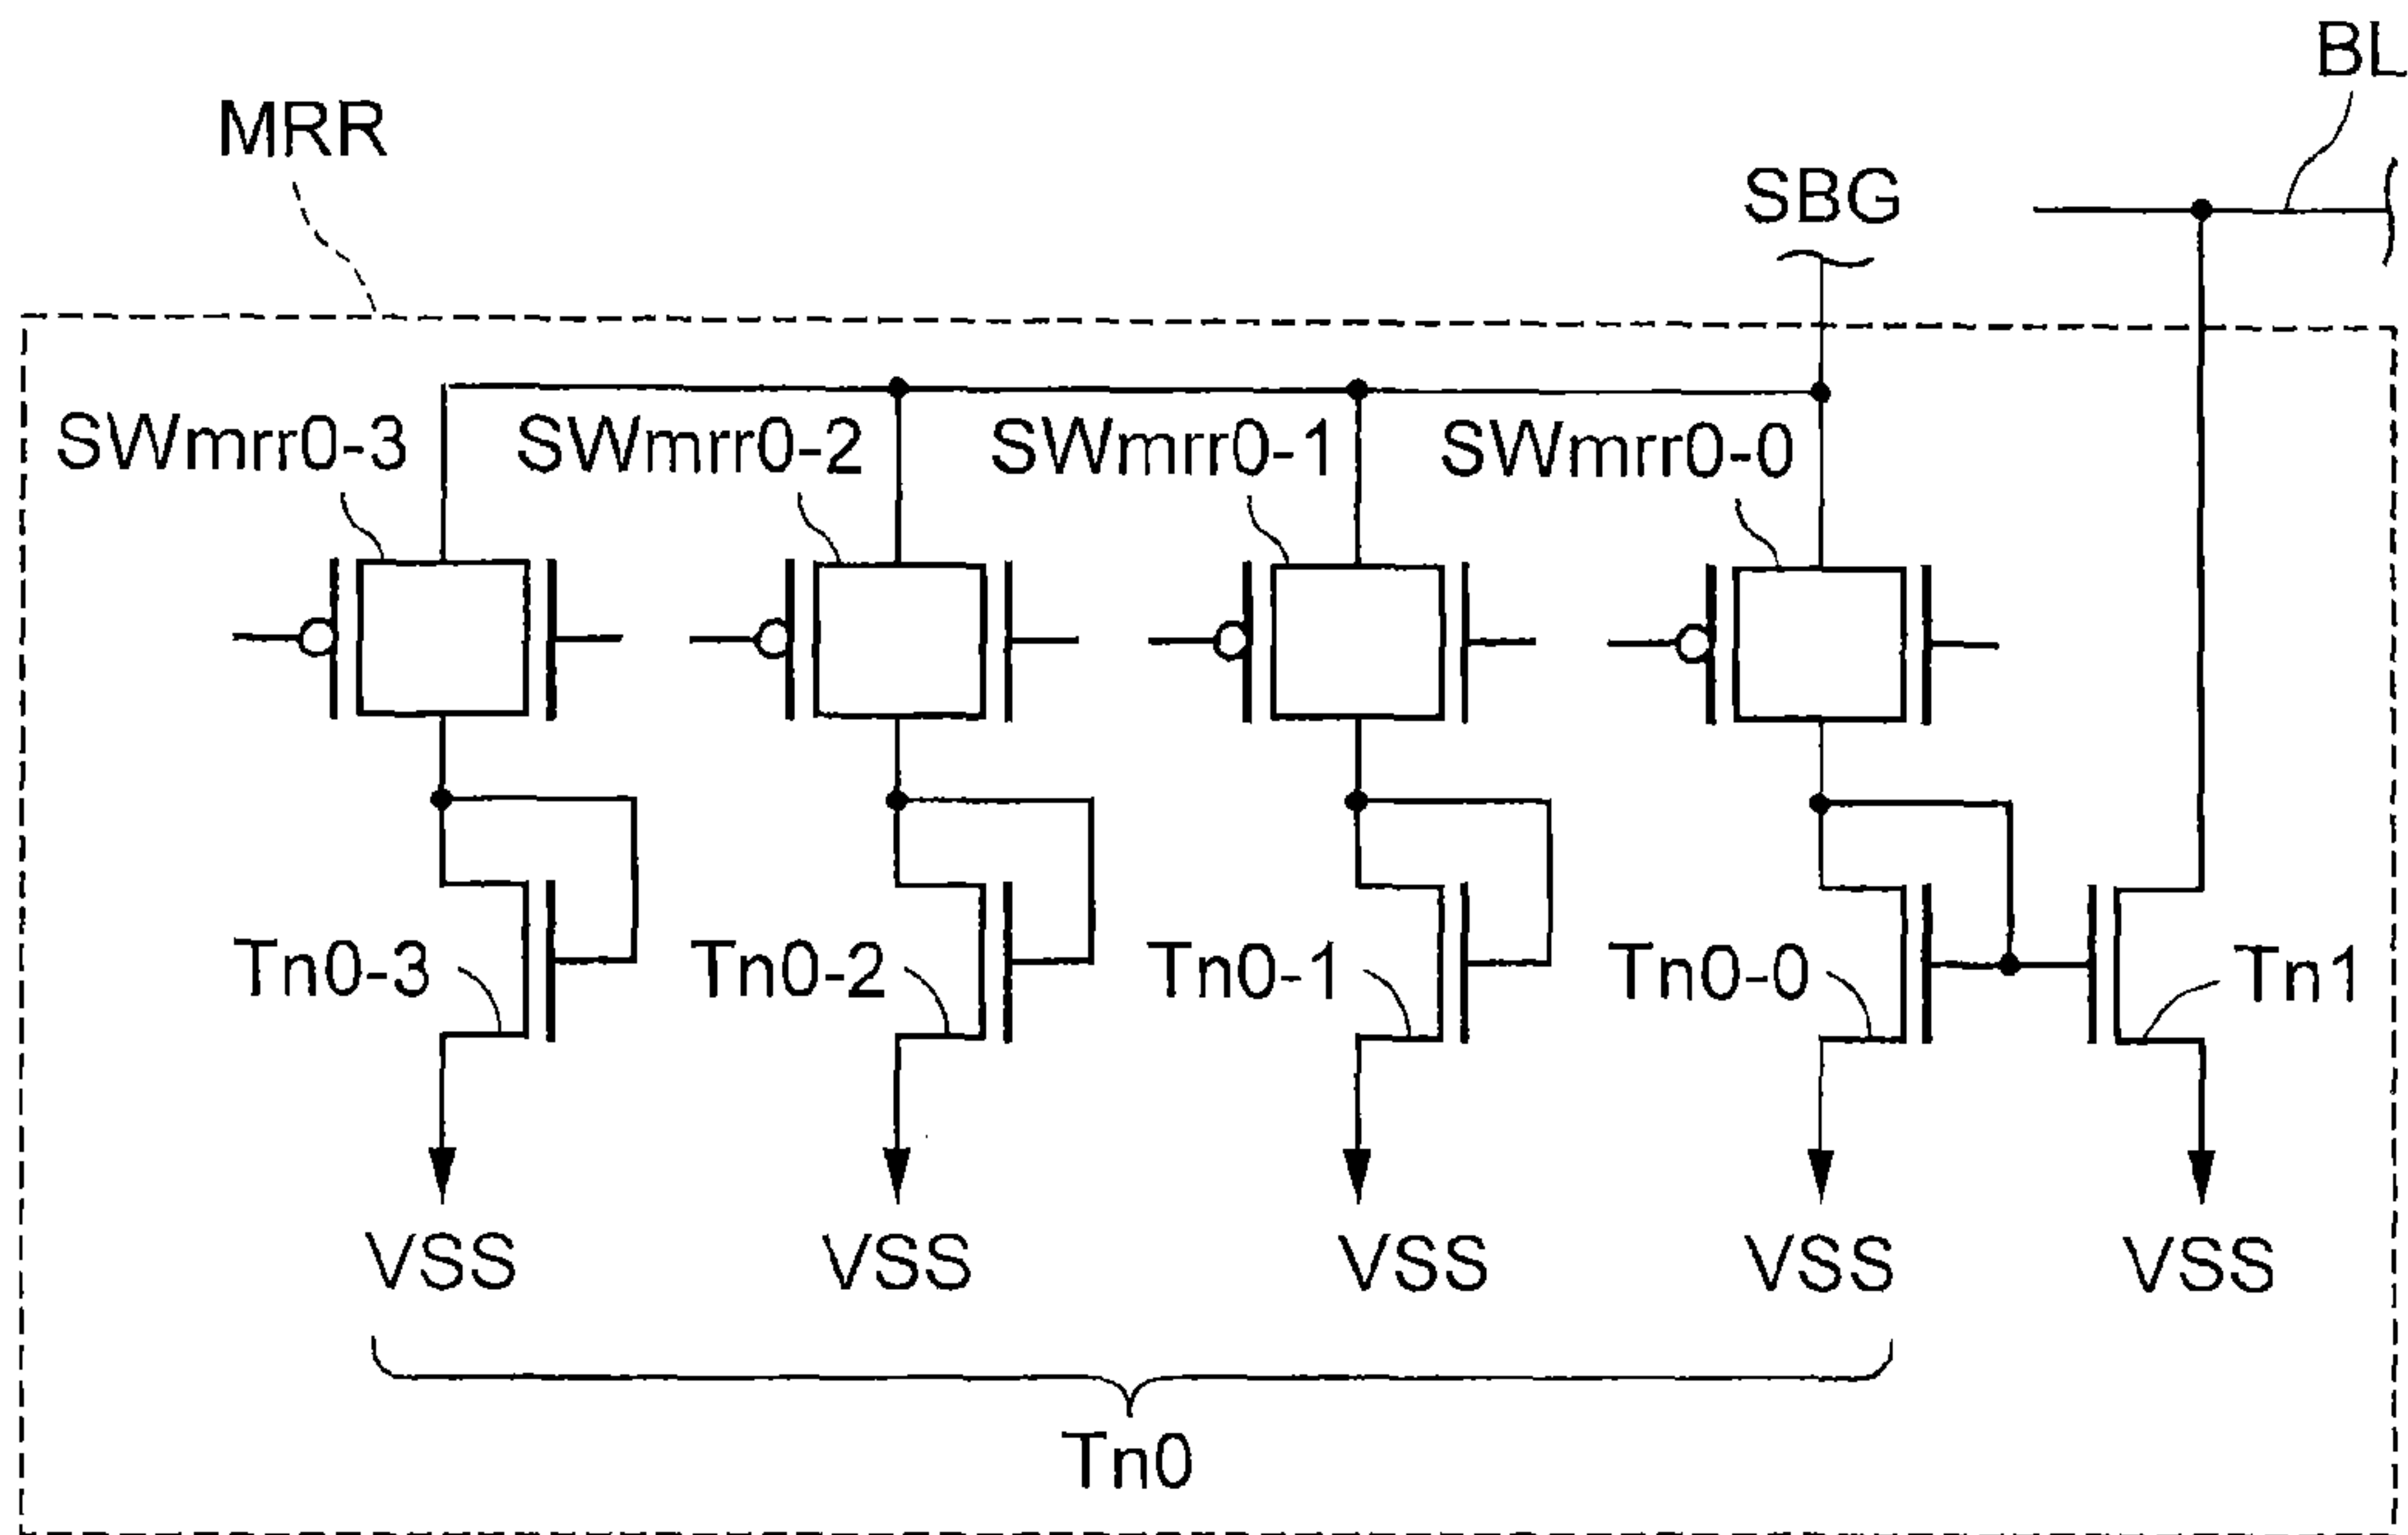 BL
MRR
SBG
SWmrr0-3
SWmrr0-2
SWmrr0-1
SWmrr0-0
Tn0-3
Tn0-2
Tn0-1
Tn0-0
Tn1
VSS
VSS
VSS
VSS
VSS
Tn0